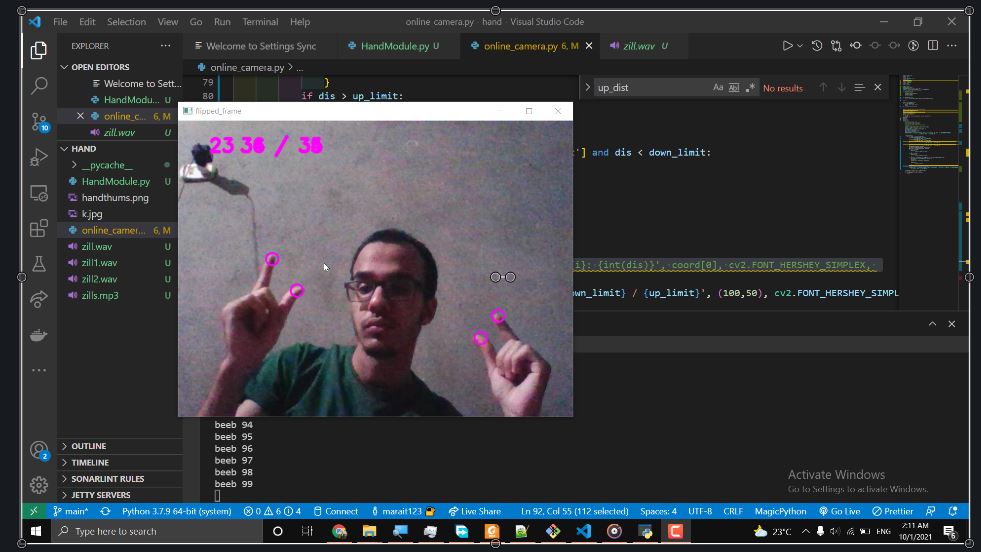 File Edit Selection View Go Run Terminal Help
online_camera.py - hand - Visual Studio Code
EXPLORER
Welcome to Settings Sync
HandModule.py U
online_camera.py 6, M
zill.wav U
OPEN EDITORS
online_camera.py > ...
Welcome to Sett...
HandModu... U
online_c... 6, M
zill.wav U
HAND
__pycache__
HandModule.py U
handthums.png
k.jpg
online_camer... 6, M
zill.wav U
zill1.wav U
zill2.wav U
zills.mp3 U
OUTLINE
TIMELINE
SONARLINT RULES
JETTY SERVERS
79 }
80 if dis > up_limit:
up_dist
Aa ab .*
No results
flipped_frame
'] and dis < down_limit:
i}: {int(dis)}', coord[0], cv2.FONT_HERSHEY_SIMPLEX,
wn_limit} / {up_limit}', (100,50), cv2.FONT_HERSHEY_SIMPL
beeb 94
beeb 95
beeb 96
beeb 97
beeb 98
beeb 99
Activate Windows
Go to Settings to activate Windows.
10
2
main* Python 3.7.9 64-bit (system) 0 6 4 Connect marait123 Live Share Ln 92, Col 55 (112 selected) Spaces: 4 UTF-8 CRLF MagicPython Go Live Prettier
Type here to search
23°C ENG
2:11 AM
10/1/2021
6